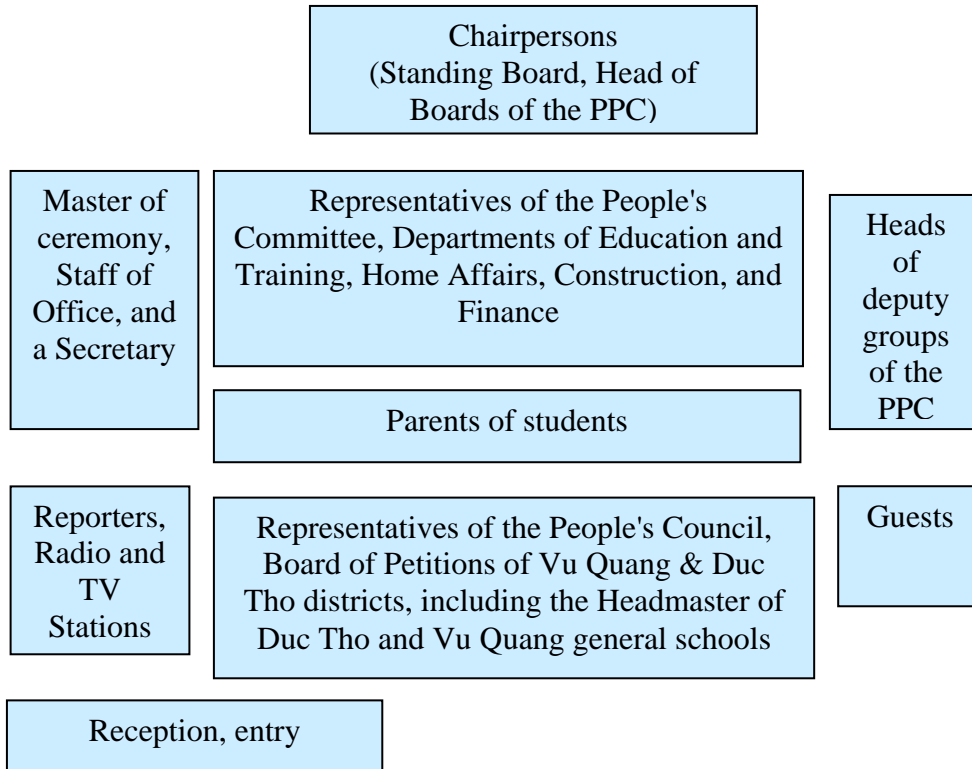 Chairpersons
(Standing Board, Head of
Boards of the PPC)
Master of
ceremony,
Staff of
Office, and
a Secretary
Representatives of the People's
Committee, Departments of Education and
Training, Home Affairs, Construction, and
Finance
Heads
of
deputy
groups
of the
PPC
Parents of students
Reporters,
Radio and
TV
Stations
Representatives of the People's Council,
Board of Petitions of Vu Quang & Duc
Tho districts, including the Headmaster of
Duc Tho and Vu Quang general schools
Guests
Reception, entry